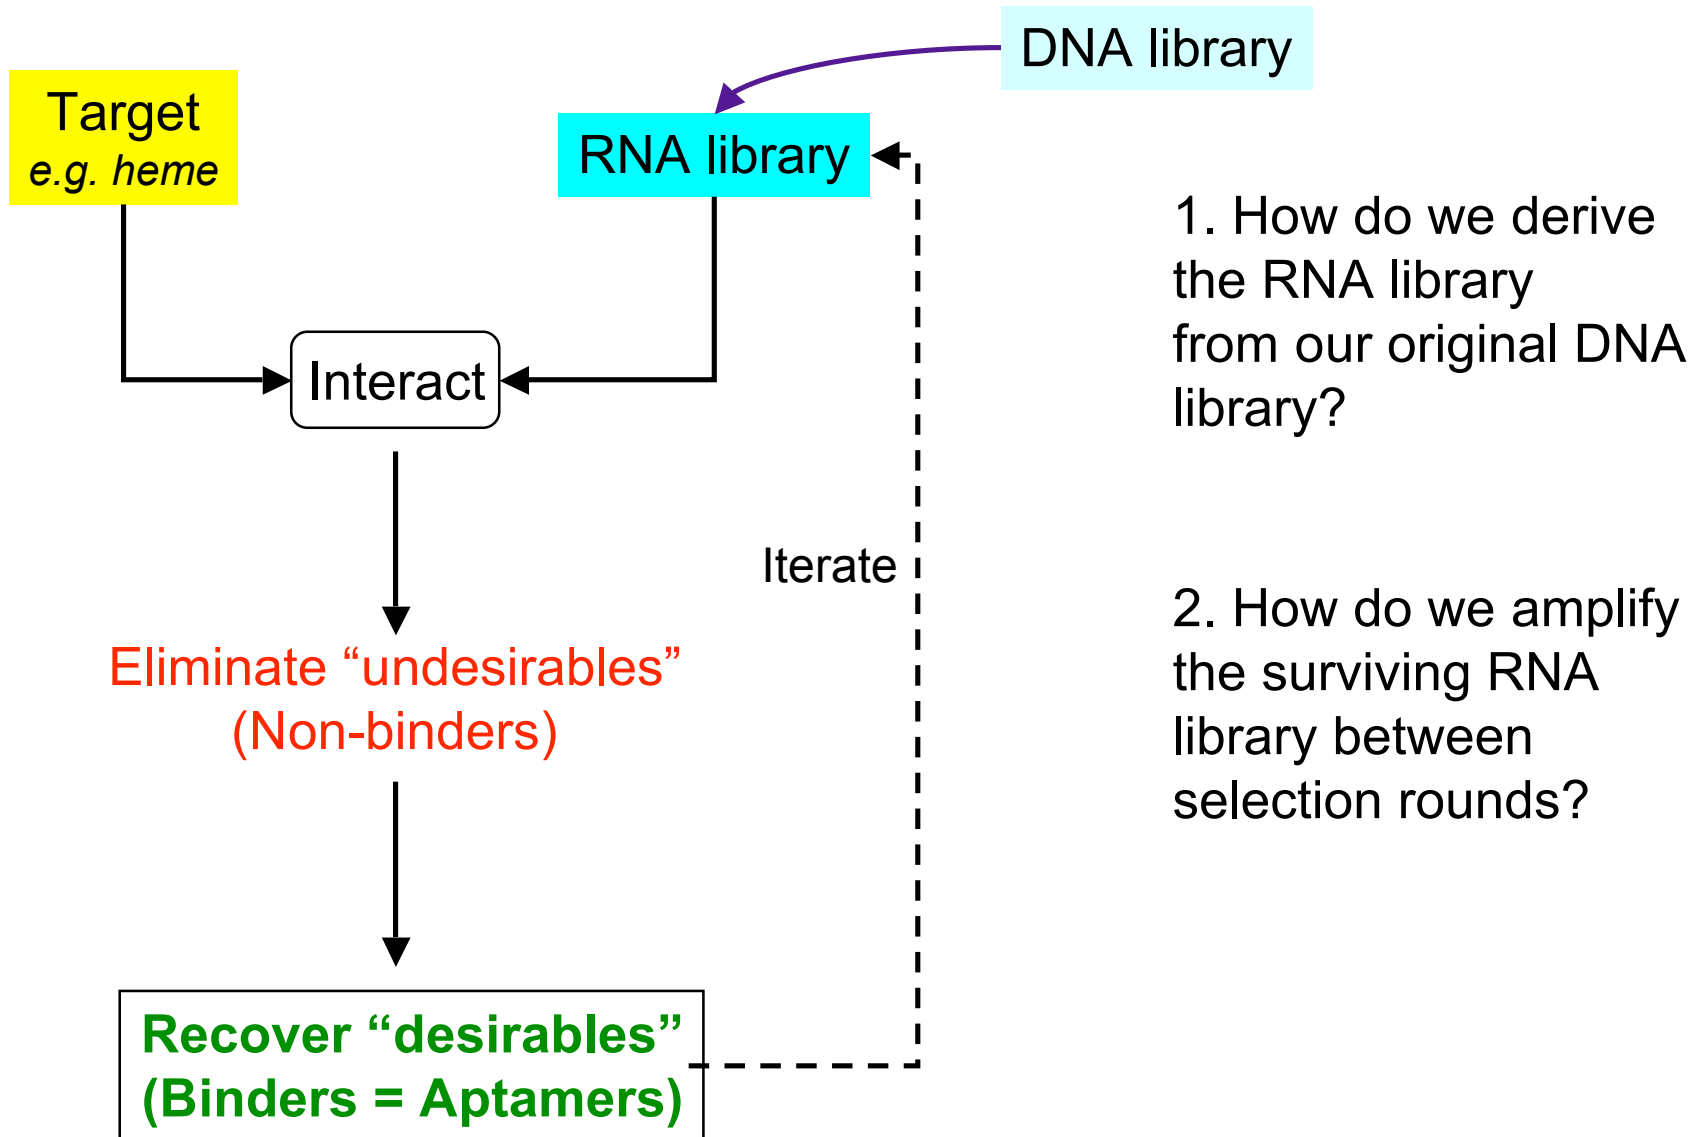 DNA library
Target
e.g. heme
RNA library
Interact
Iterate
Eliminate “undesirables”
(Non-binders)
Recover “desirables”
(Binders = Aptamers)
1. How do we derive
the RNA library
from our original DNA
library?
2. How do we amplify
the surviving RNA
library between
selection rounds?